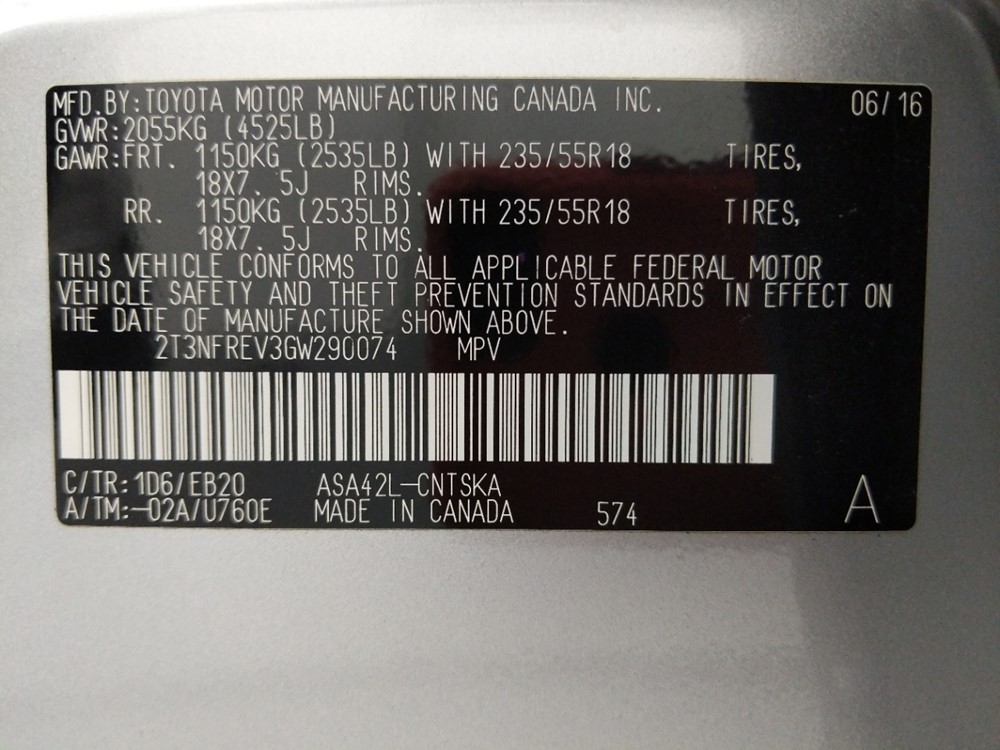 MFD.BY:TOYOTA MOTOR MANUFACTURING CANADA INC. 06/16
GVWR:2055KG (4525LB)
GAWR:FRT. 1150KG (2535LB) WITH 235/55R18 TIRES,
18X7.5J RIMS.
RR. 1150KG (2535LB) WITH 235/55R18 TIRES,
18X7.5J RIMS.
THIS VEHICLE CONFORMS TO ALL APPLICABLE FEDERAL MOTOR
VEHICLE SAFETY AND THEFT PREVENTION STANDARDS IN EFFECT ON
THE DATE OF MANUFACTURE SHOWN ABOVE.
2T3NFREV3GW290074 MPV
C/TR:1D6/EB20 ASA42L-CNTSKA
A/TM:-02A/U760E MADE IN CANADA 574 A